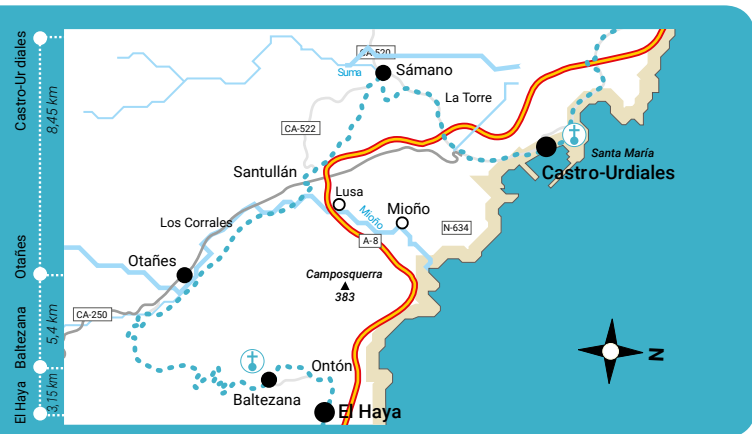 Castro-Ur diales
8,45 km
Otañes
5,4 km
Baltezana
3,15 km
El Haya
CA-520
Suma
Sámano
La Torre
CA-522
Santa María
Castro-Urdiales
Santullán
Lusa
Mioño
Mioño
Los Corrales
N-634
A-8
Otañes
Camposquerra
383
CA-250
N
Ontón
Baltezana
El Haya